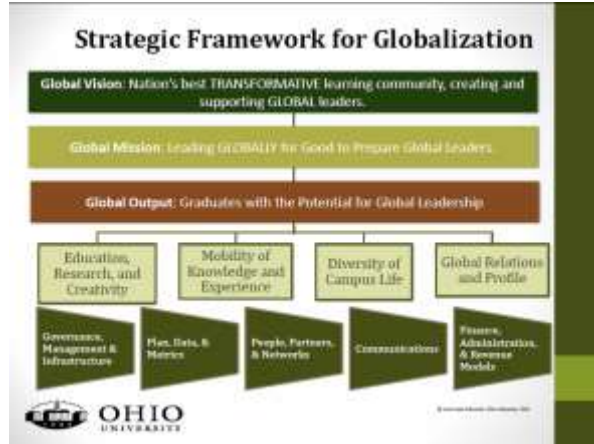 Strategic Framework for Globalization
Global Vision: Nation's best TRANSFORMATIVE learning community, creating and
supporting GLOBAL leaders.
Global Mission: Leading GLOBALLY for Good to Prepare Global Leaders.
Global Output: Graduates with the Potential for Global Leadership
Education,
Research, and
Creativity
Mobility of
Knowledge and
Experience
Diversity of
Campus Life
Global Relations
and Profile
Governance,
Management &
Infrastructure
Plan, Data, &
Metrics
People, Partners,
& Networks
Communications
Finance,
Administration,
& Revenue
Models
OHIO
UNIVERSITY